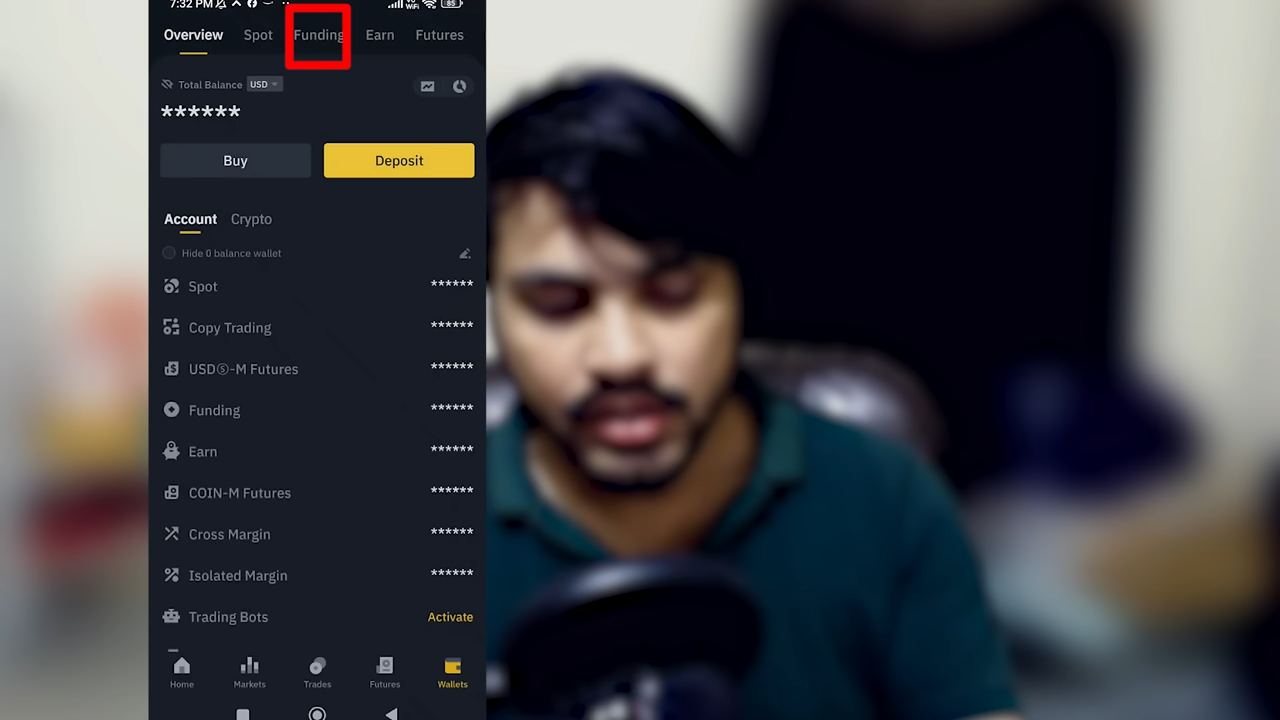 7:32 PM
Overview Spot Funding Earn Futures
Total Balance USD
******
Buy Deposit
Account Crypto
Hide 0 balance wallet
Spot ******
Copy Trading ******
USDⓈ-M Futures ******
Funding ******
Earn ******
COIN-M Futures ******
Cross Margin ******
Isolated Margin ******
Trading Bots Activate
Home Markets Trades Futures Wallets